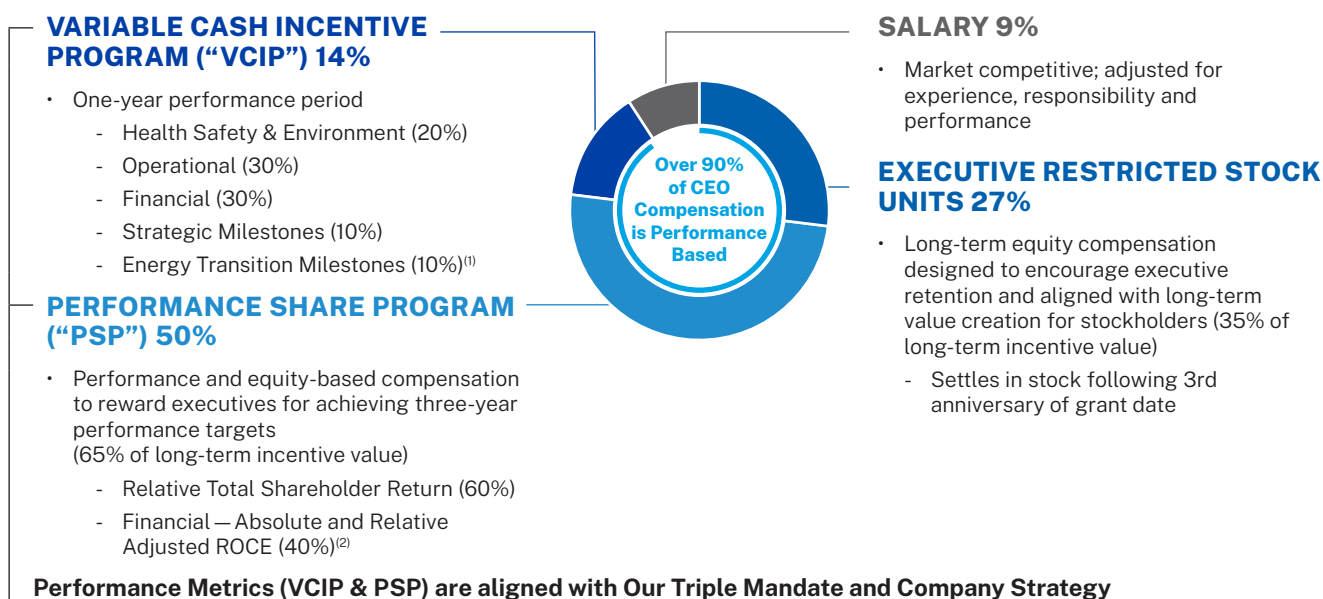 VARIABLE CASH INCENTIVE
PROGRAM (“VCIP”) 14%
• One-year performance period
- Health Safety & Environment (20%)
- Operational (30%)
- Financial (30%)
- Strategic Milestones (10%)
- Energy Transition Milestones (10%)(1)
PERFORMANCE SHARE PROGRAM
(“PSP”) 50%
• Performance and equity-based compensation
to reward executives for achieving three-year
performance targets
(65% of long-term incentive value)
- Relative Total Shareholder Return (60%)
- Financial — Absolute and Relative
Adjusted ROCE (40%)(2)
Over 90%
of CEO
Compensation
is Performance
Based
SALARY 9%
• Market competitive; adjusted for
experience, responsibility and
performance
EXECUTIVE RESTRICTED STOCK
UNITS 27%
• Long-term equity compensation
designed to encourage executive
retention and aligned with long-term
value creation for stockholders (35% of
long-term incentive value)
- Settles in stock following 3rd
anniversary of grant date
Performance Metrics (VCIP & PSP) are aligned with Our Triple Mandate and Company Strategy